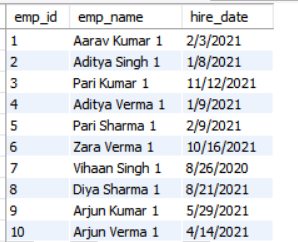 emp_id emp_name hire_date
1 Aarav Kumar 1 2/3/2021
2 Aditya Singh 1 1/8/2021
3 Pari Kumar 1 11/12/2021
4 Aditya Verma 1 1/9/2021
5 Pari Sharma 1 2/9/2021
6 Zara Verma 1 10/16/2021
7 Vihaan Singh 1 8/26/2020
8 Diya Sharma 1 8/21/2021
9 Arjun Kumar 1 5/29/2021
10 Arjun Verma 1 4/14/2021